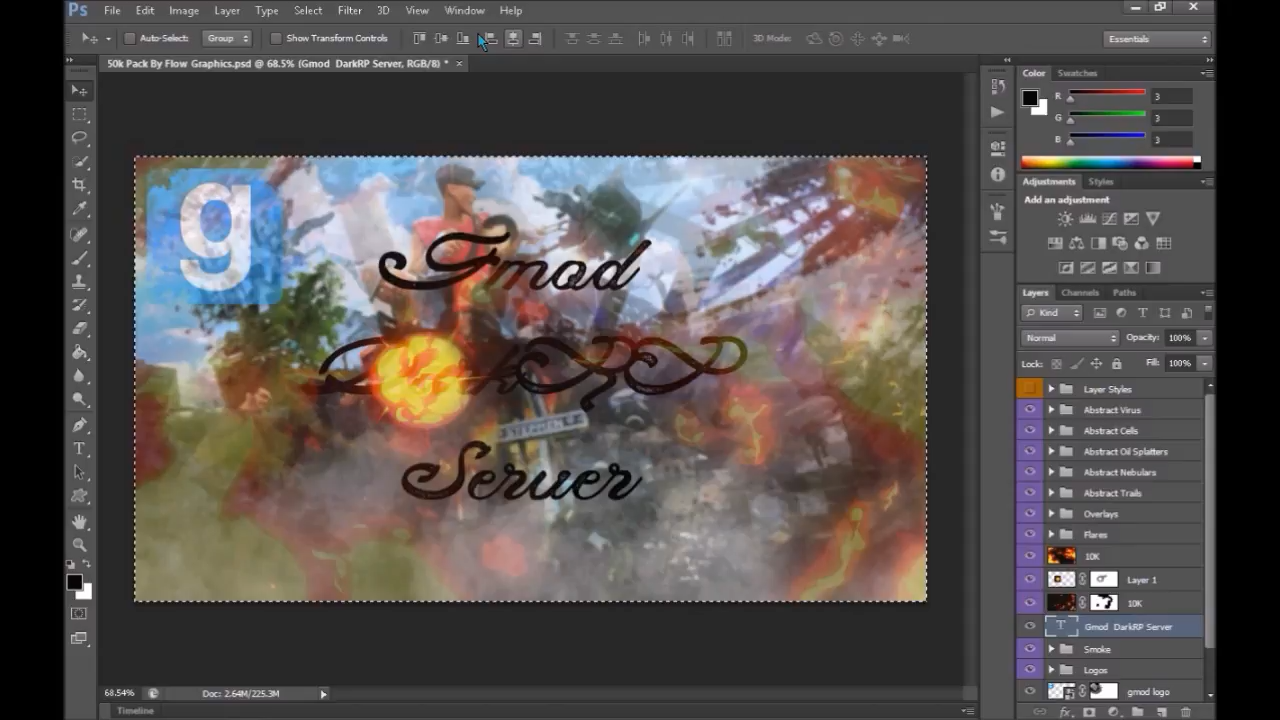 Ps File Edit Image Layer Type Select Filter 3D View Window Help
Auto-Select: Group Show Transform Controls 3D Mode: Essentials
50k Pack By Flow Graphics.psd @ 68.5% (Gmod DarkRP Server, RGB/8) * ×
Color Swatches
R 3
G 3
B 3
Adjustments Styles
Add an adjustment
Layers Channels Paths
Kind
Normal Opacity: 100%
Lock: Fill: 100%
Layer Styles
Abstract Virus
Abstract Cells
Abstract Oil Splatters
Abstract Nebulars
Abstract Trails
Overlays
Flares
10K
Layer 1
10K
T Gmod DarkRP Server
Smoke
Logos
gmod logo
fx
g
Gmod
DarkRP
Server
68.54% Doc: 2.64M/225.3M
Timeline